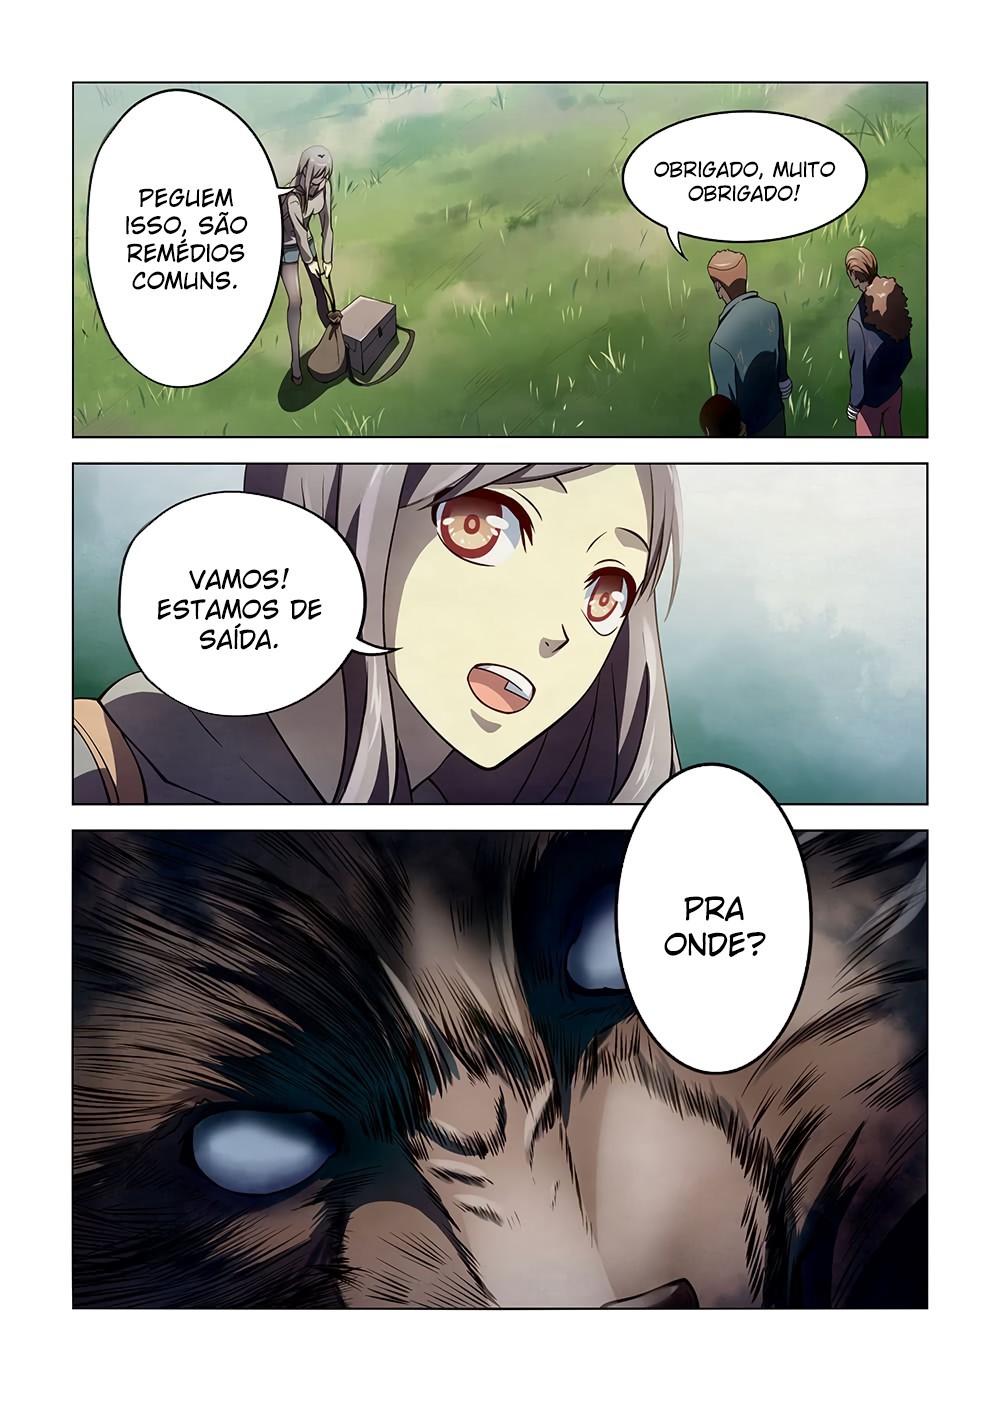 PEGUEM
ISSO, SÃO
REMÉDIOS
COMUNS.
OBRIGADO, MUITO
OBRIGADO!
VAMOS!
ESTAMOS DE
SAÍDA.
PRA
ONDE?